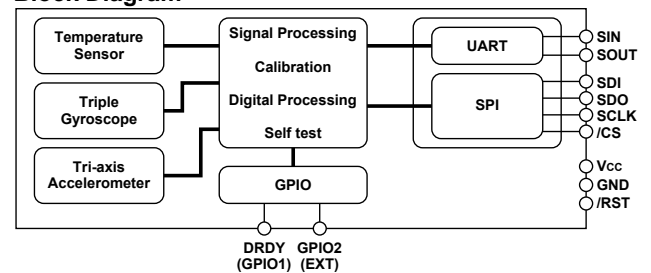 Block Diagram
Temperature
Sensor
Triple
Gyroscope
Tri-axis
Accelerometer
Signal Processing
Calibration
Digital Processing
Self test
GPIO
UART
SPI
SIN
SOUT
SDI
SDO
SCLK
/CS
Vcc
GND
/RST
DRDY
(GPIO1)
GPIO2
(EXT)